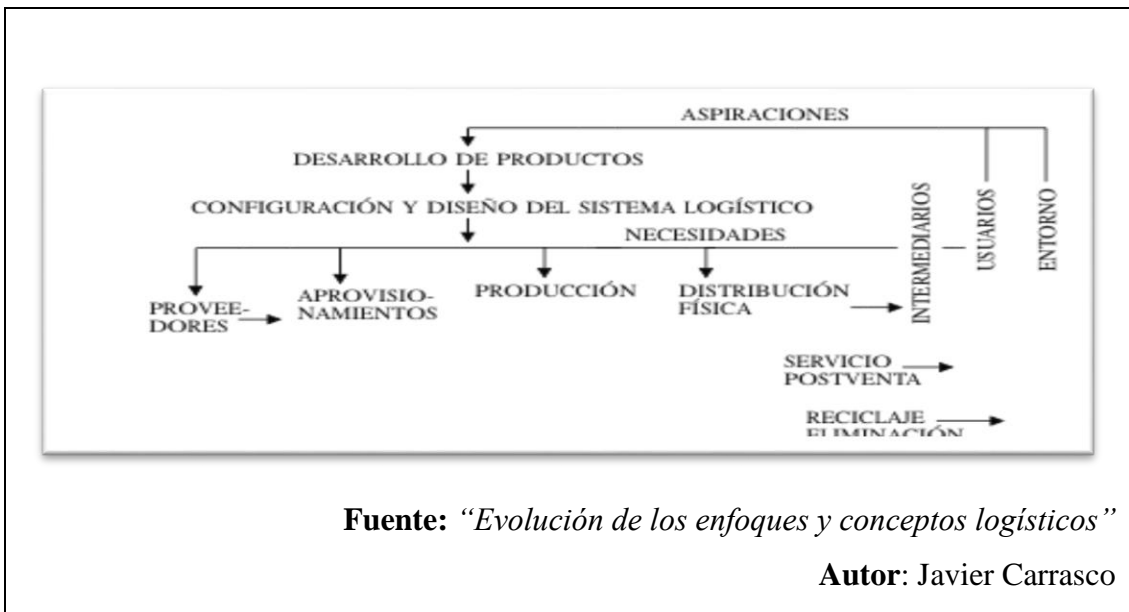 ASPIRACIONES
DESARROLLO DE PRODUCTOS
CONFIGURACIÓN Y DISEÑO DEL SISTEMA LOGÍSTICO
NECESIDADES
PROVEE-
DORES
APROVISIO-
NAMIENTOS
PRODUCCIÓN
DISTRIBUCIÓN
FÍSICA
INTERMEDIARIOS
USUARIOS
ENTORNO
SERVICIO
POSTVENTA
RECICLAJE
ELIMINACIÓN
Fuente: “Evolución de los enfoques y conceptos logísticos”
Autor: Javier Carrasco